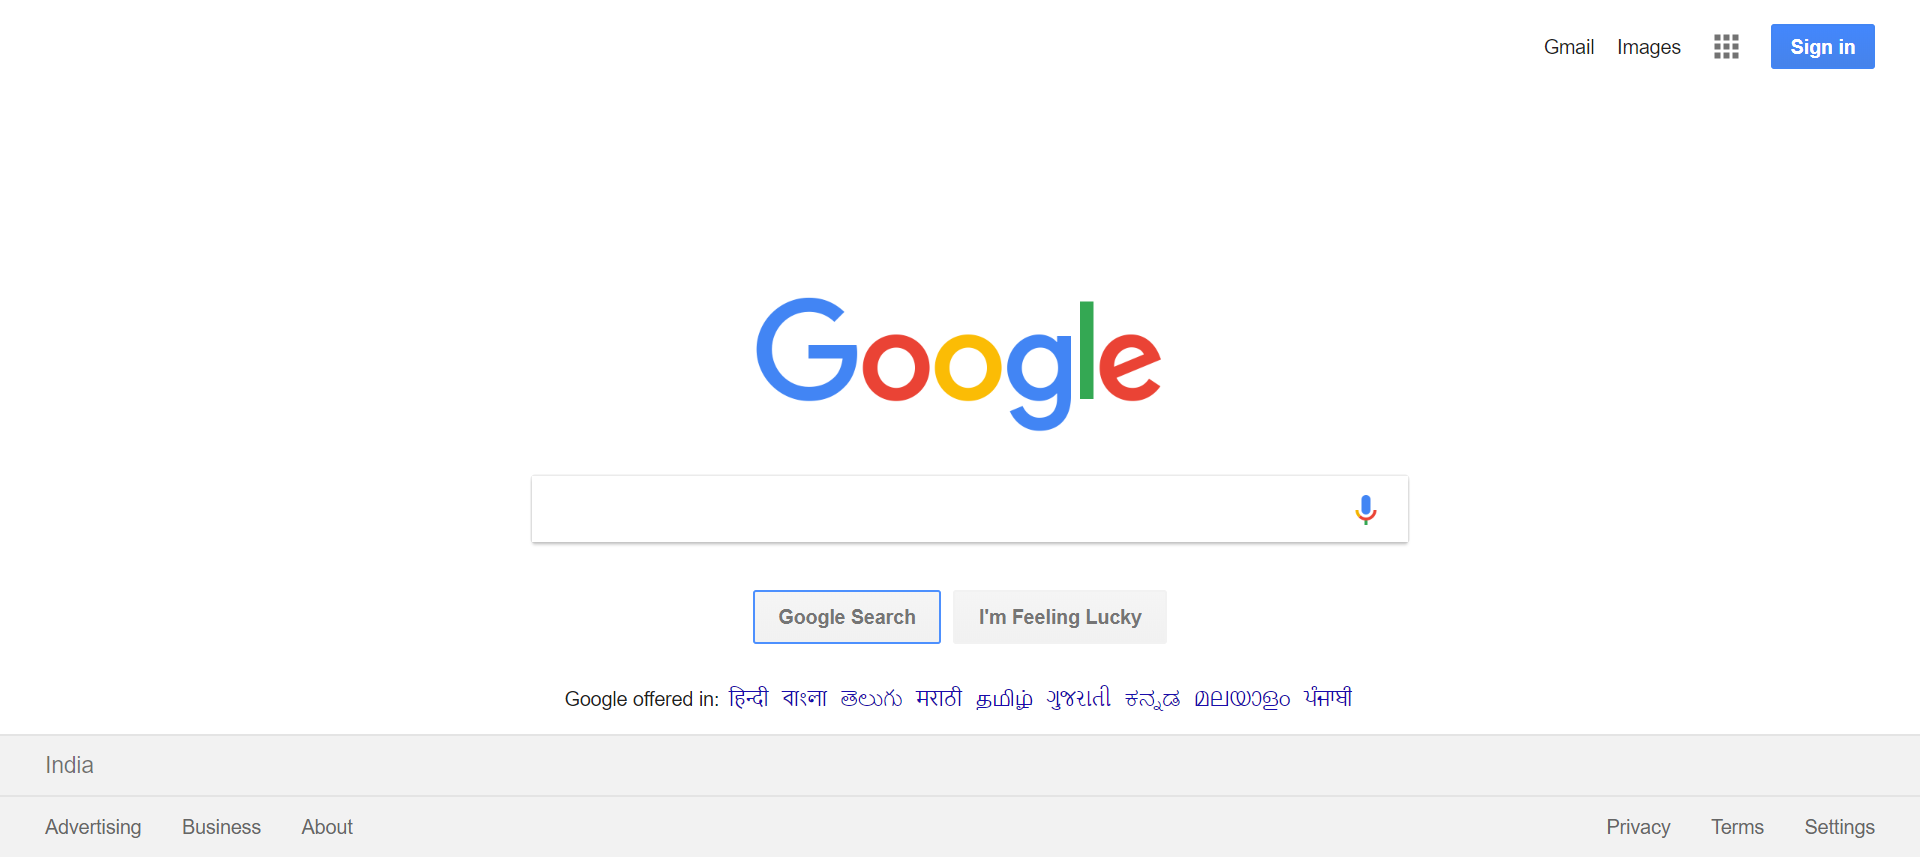 Gmail Images Sign in
Google
Google Search I'm Feeling Lucky
Google offered in: हिन्दी বাংলা తెలుగు मराठी தமிழ் ગુજરાતી ಕನ್ನಡ മലയാളം ਪੰਜਾਬੀ
India
Advertising Business About Privacy Terms Settings